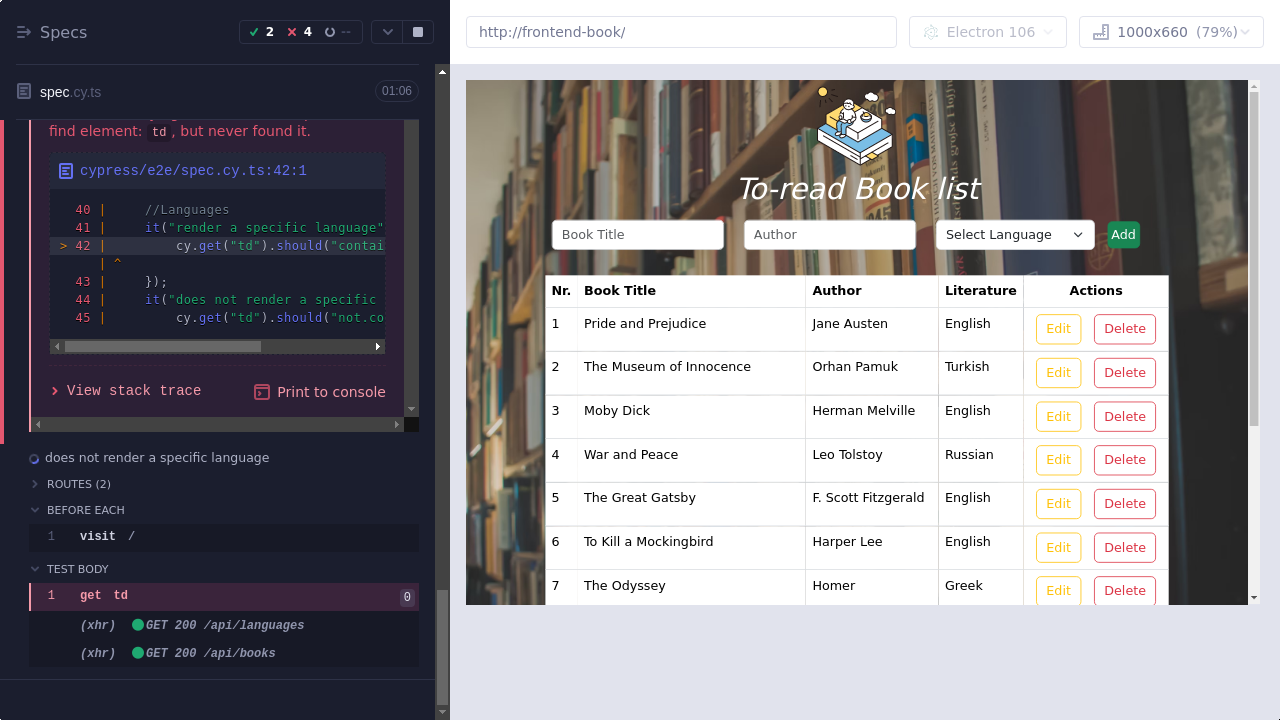 Specs
2
4
--
spec.cy.ts
01:06
find element: td, but never found it.
cypress/e2e/spec.cy.ts:42:1
40 | //Languages
41 | it("render a specific language"
> 42 | cy.get("td").should("contai
| ^
43 | });
44 | it("does not render a specific
45 | cy.get("td").should("not.co
View stack trace
Print to console
does not render a specific language
ROUTES (2)
BEFORE EACH
1 visit /
TEST BODY
1 get td 0
(xhr) GET 200 /api/languages
(xhr) GET 200 /api/books
http://frontend-book/
Electron 106
1000x660 (79%)
To-read Book list
Book Title
Author
Select Language
Add
Nr. Book Title Author Literature Actions
1 Pride and Prejudice Jane Austen English Edit Delete
2 The Museum of Innocence Orhan Pamuk Turkish Edit Delete
3 Moby Dick Herman Melville English Edit Delete
4 War and Peace Leo Tolstoy Russian Edit Delete
5 The Great Gatsby F. Scott Fitzgerald English Edit Delete
6 To Kill a Mockingbird Harper Lee English Edit Delete
7 The Odyssey Homer Greek Edit Delete